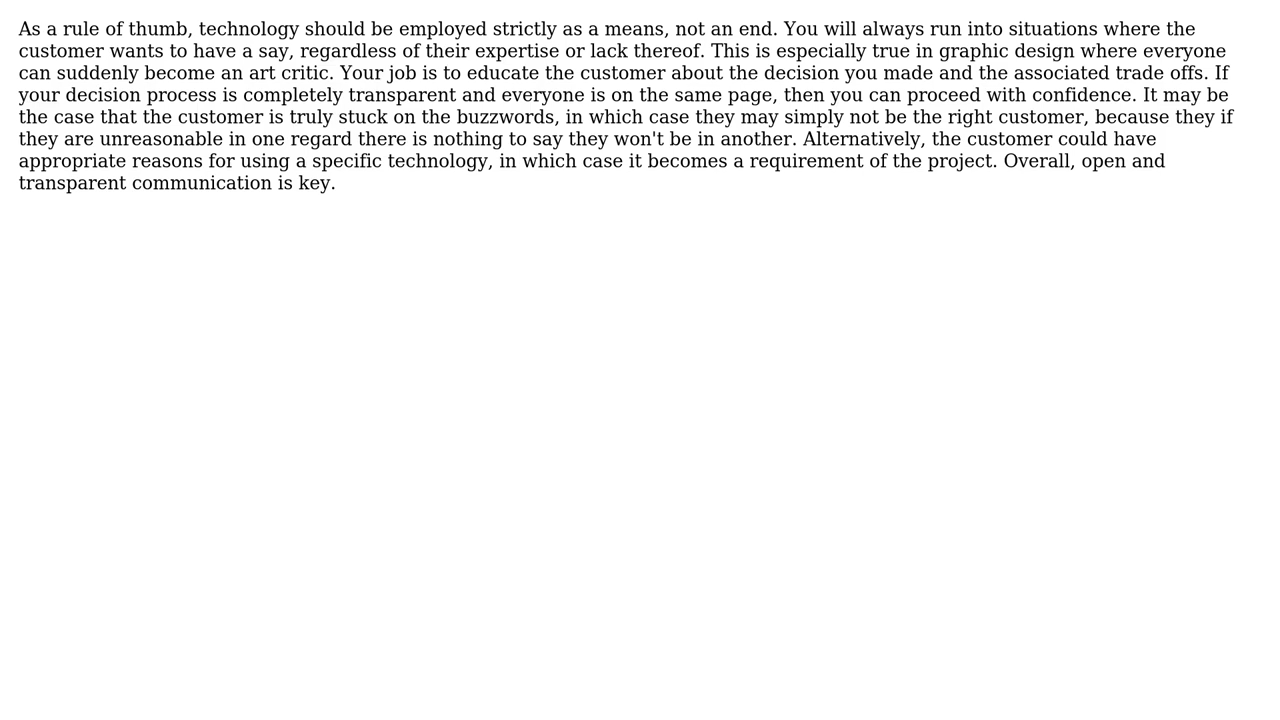 As a rule of thumb, technology should be employed strictly as a means, not an end. You will always run into situations where the
customer wants to have a say, regardless of their expertise or lack thereof. This is especially true in graphic design where everyone
can suddenly become an art critic. Your job is to educate the customer about the decision you made and the associated trade offs. If
your decision process is completely transparent and everyone is on the same page, then you can proceed with confidence. It may be
the case that the customer is truly stuck on the buzzwords, in which case they may simply not be the right customer, because they if
they are unreasonable in one regard there is nothing to say they won't be in another. Alternatively, the customer could have
appropriate reasons for using a specific technology, in which case it becomes a requirement of the project. Overall, open and
transparent communication is key.